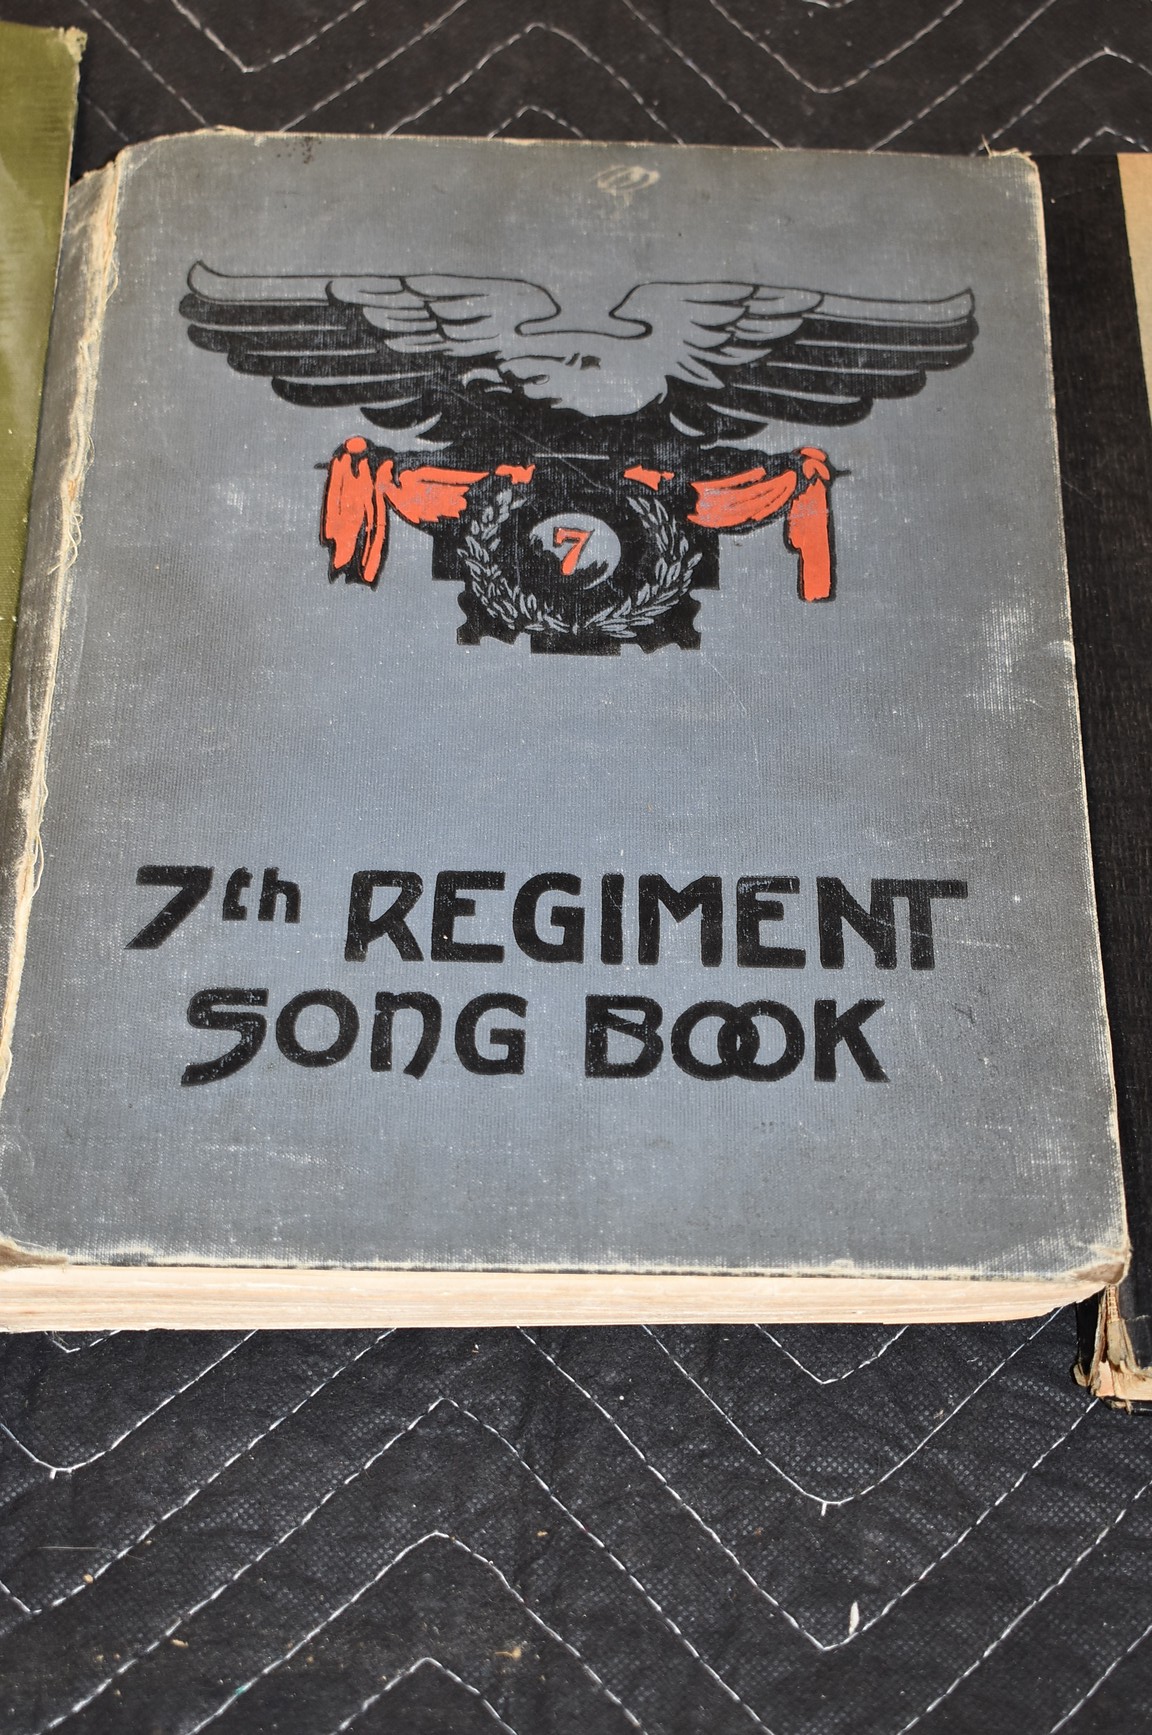 7
7th REGIMENT
SONG BOOK